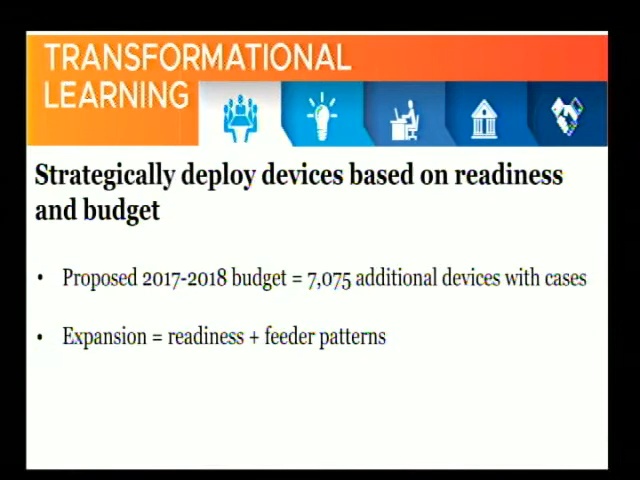 TRANSFORMATIONAL
LEARNING
Strategically deploy devices based on readiness
and budget
• Proposed 2017-2018 budget = 7,075 additional devices with cases
• Expansion = readiness + feeder patterns